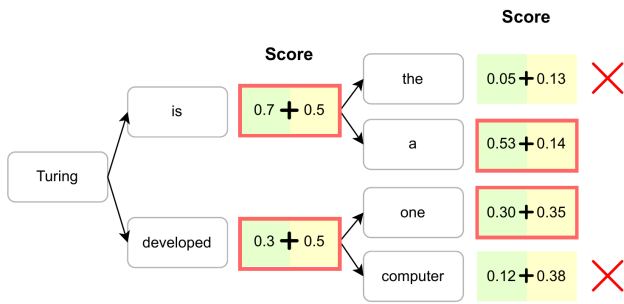 Score
Score
the
0.05 + 0.13
is
0.7 + 0.5
a
0.53 + 0.14
Turing
one
0.30 + 0.35
developed
0.3 + 0.5
computer
0.12 + 0.38